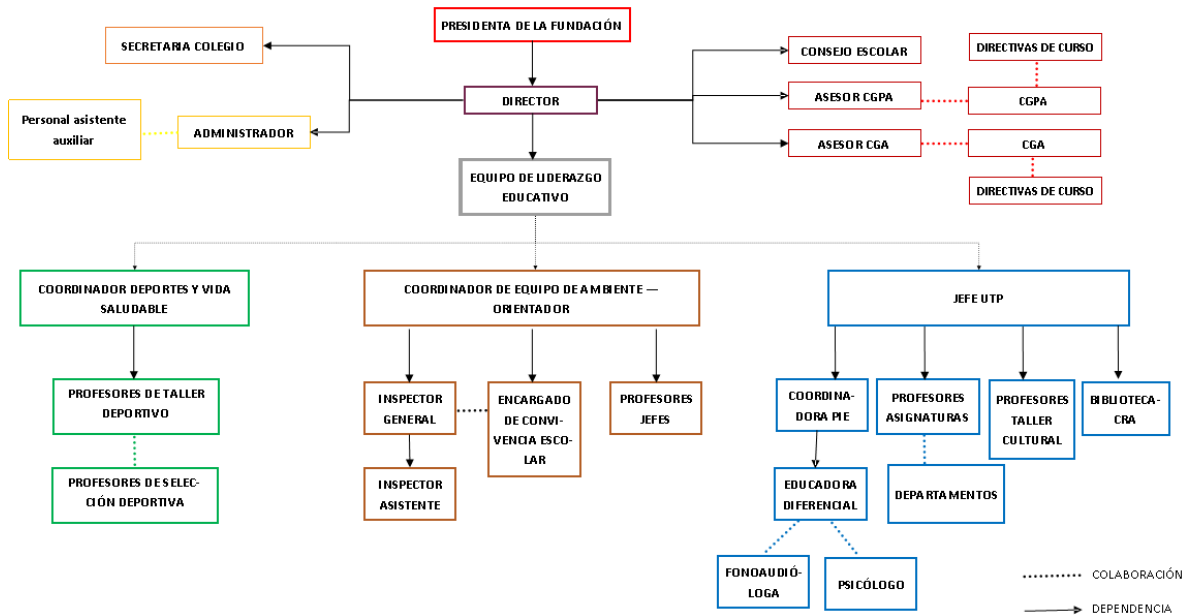 PRESIDENTA DE LA FUNDACIÓN
SECRETARIA COLEGIO
CONSEJO ESCOLAR
DIRECTIVAS DE CURSO
DIRECTOR
ASESOR CGPA
CGPA
Personal asistente
auxiliar
ADMINISTRADOR
ASESOR CGA
CGA
EQUIPO DE LIDERAZGO
EDUCATIVO
DIRECTIVAS DE CURSO
COORDINADOR DEPORTES Y VIDA
SALUDABLE
COORDINADOR DE EQUIPO DE AMBIENTE —
ORIENTADOR
JEFE UTP
PROFESORES DE TALLER
DEPORTIVO
INSPECTOR
GENERAL
ENCARGADO
DE CONVI-
VENCIA ESCO-
LAR
PROFESORES
JEFES
COORDINA-
DORA PIE
PROFESORES
ASIGNATURAS
PROFESORES
TALLER
CULTURAL
BIBLIOTECA-
CRA
PROFESORES DE SELEC-
CIÓN DEPORTIVA
INSPECTOR
ASISTENTE
EDUCADORA
DIFERENCIAL
DEPARTAMENTOS
FONOAUDIÓ-
LOGA
PSICÓLOGO
COLABORACIÓN
DEPENDENCIA